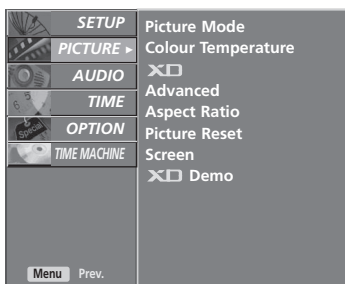 SETUP
PICTURE ►
AUDIO
TIME
Special
OPTION
TIME MACHINE
Menu Prev.
Picture Mode
Colour Temperature
XD
Advanced
Aspect Ratio
Picture Reset
Screen
XD Demo